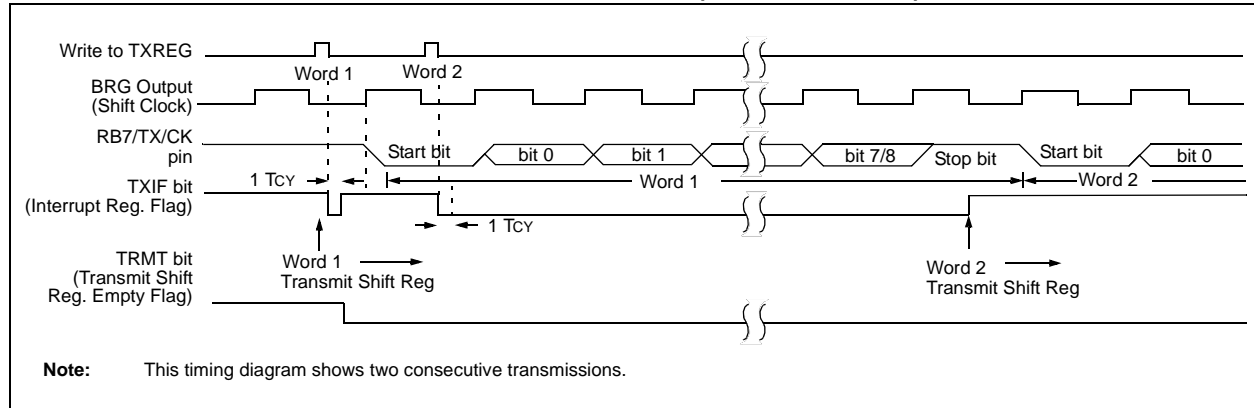 Write to TXREG
Word 1
Word 2
BRG Output
(Shift Clock)
RB7/TX/CK
pin
Start bit
bit 0
bit 1
bit 7/8
Stop bit
Start bit
bit 0
1 TCY
Word 1
Word 2
TXIF bit
(Interrupt Reg. Flag)
1 TCY
TRMT bit
(Transmit Shift
Reg. Empty Flag)
Word 1
Transmit Shift Reg
Word 2
Transmit Shift Reg
Note: This timing diagram shows two consecutive transmissions.